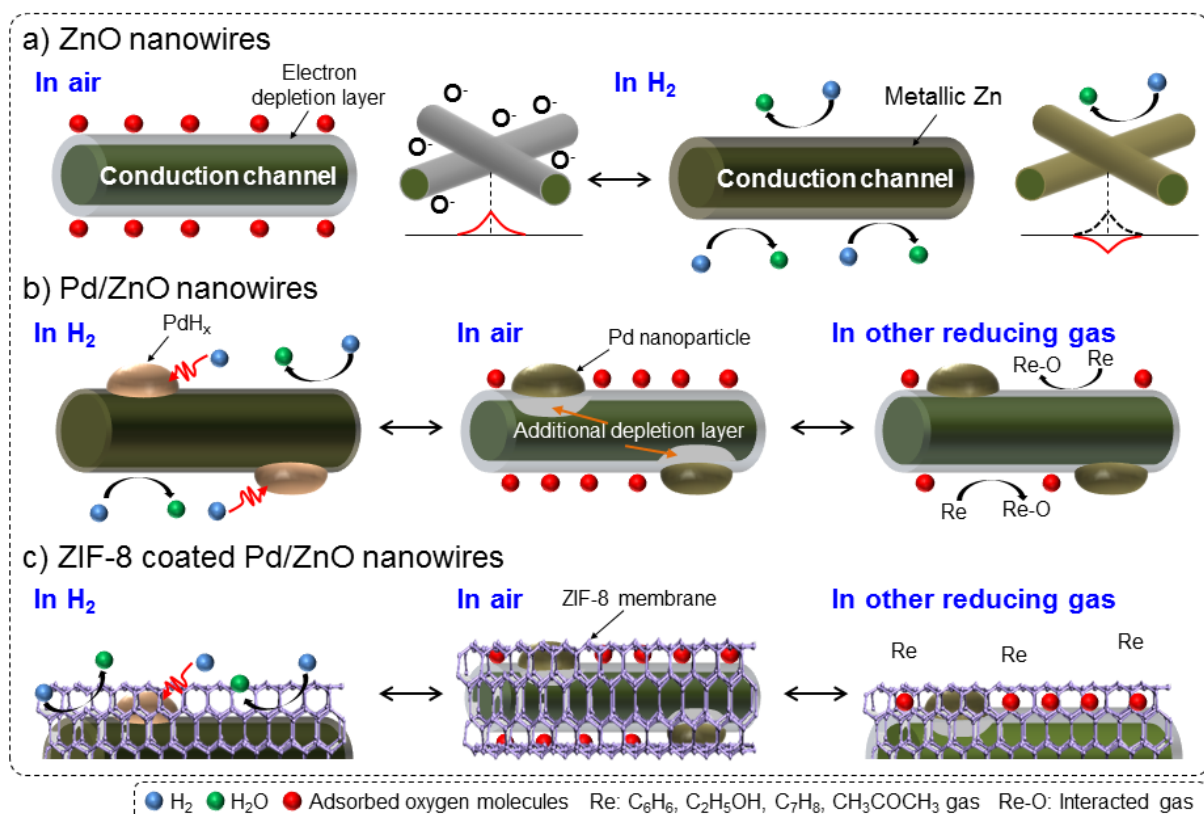 a) ZnO nanowires
In air
Electron
depletion layer
Conduction channel
O⁻ O⁻ O⁻
O⁻ O⁻
O⁻
In H₂
Metallic Zn
Conduction channel
b) Pd/ZnO nanowires
In H₂
PdHₓ
In air
Pd nanoparticle
Additional depletion layer
In other reducing gas
Re-O Re
Re Re-O
c) ZIF-8 coated Pd/ZnO nanowires
In H₂
In air
ZIF-8 membrane
In other reducing gas
Re Re Re
H₂ H₂O Adsorbed oxygen molecules Re: C₆H₆, C₂H₅OH, C₇H₈, CH₃COCH₃ gas Re-O: Interacted gas